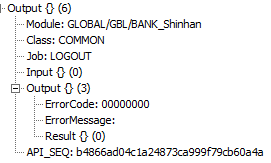 Output {} (6)
Module: GLOBAL/GBL/BANK_Shinhan
Class: COMMON
Job: LOGOUT
Input {} (0)
Output {} (3)
ErrorCode: 00000000
ErrorMessage:
Result {} (0)
API_SEQ: b4866ad04c1a24873ca999f79cb60a4a